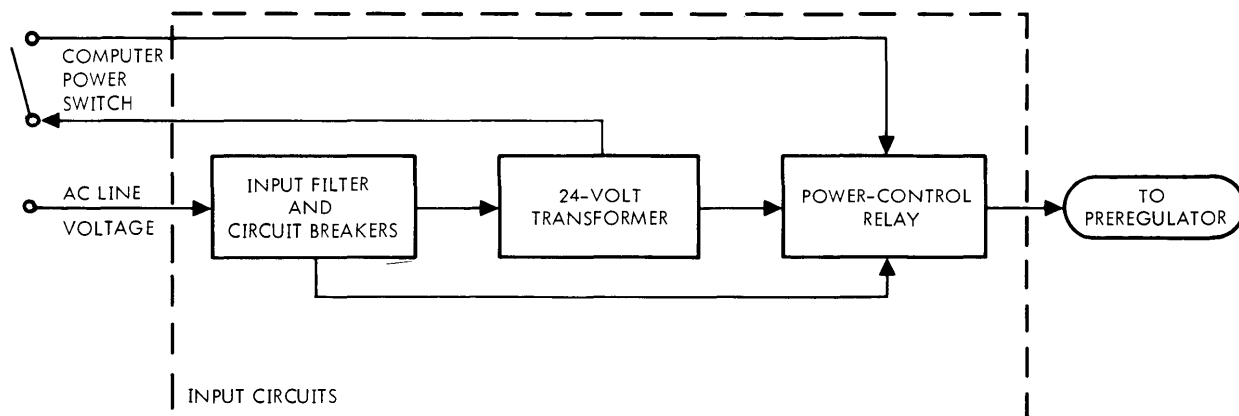 COMPUTER
POWER
SWITCH
AC LINE
VOLTAGE
INPUT FILTER
AND
CIRCUIT BREAKERS
24-VOLT
TRANSFORMER
POWER-CONTROL
RELAY
TO
PREREGULATOR
INPUT CIRCUITS